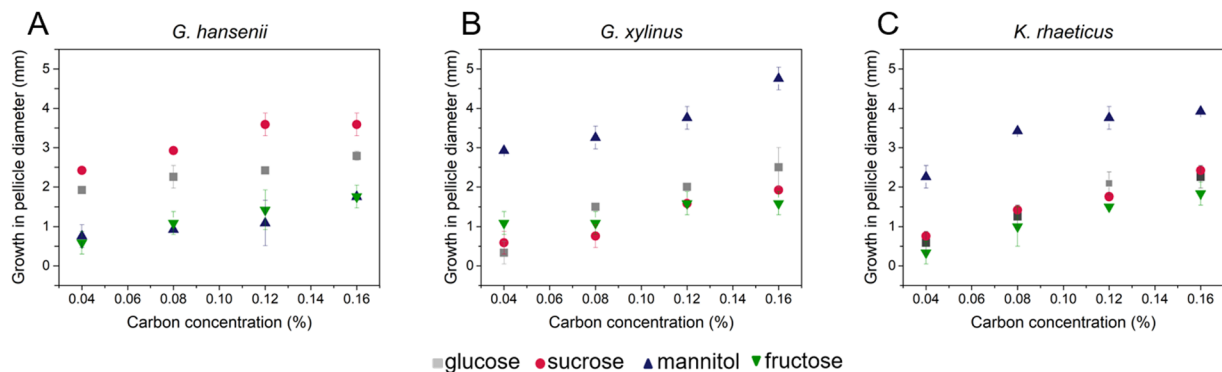 A
G. hansenii
Growth in pellicle diameter (mm)
5
4
3
2
1
0
0.04 0.06 0.08 0.10 0.12 0.14 0.16
Carbon concentration (%)
B
G. xylinus
Growth in pellicle diameter (mm)
5
4
3
2
1
0
0.04 0.06 0.08 0.10 0.12 0.14 0.16
Carbon concentration (%)
C
K. rhaeticus
Growth in pellicle diameter (mm)
5
4
3
2
1
0
0.04 0.06 0.08 0.10 0.12 0.14 0.16
Carbon concentration (%)
glucose sucrose mannitol fructose